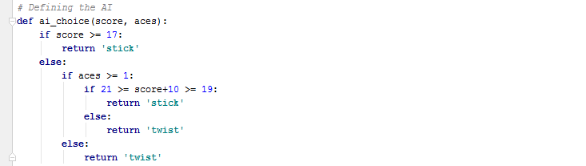 # Defining the AI
def ai_choice(score, aces):
    if score >= 17:
        return 'stick'
    else:
        if aces >= 1:
            if 21 >= score+10 >= 19:
                return 'stick'
            else:
                return 'twist'
        else:
            return 'twist'